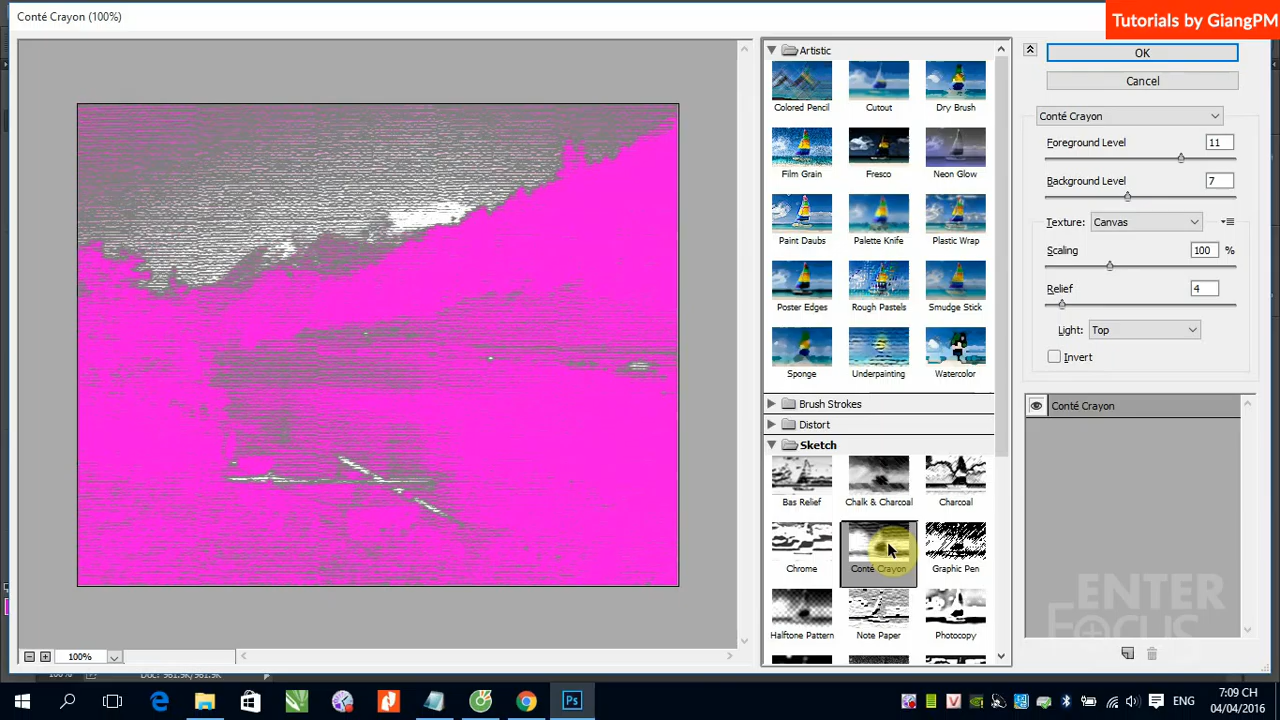 Conté Crayon (100%)
Tutorials by GiangPM
Artistic
Colored Pencil
Cutout
Dry Brush
Film Grain
Fresco
Neon Glow
Paint Daubs
Palette Knife
Plastic Wrap
Poster Edges
Rough Pastels
Smudge Stick
Sponge
Underpainting
Watercolor
Brush Strokes
Distort
Sketch
Bas Relief
Chalk & Charcoal
Charcoal
Chrome
Conté Crayon
Graphic Pen
Halftone Pattern
Note Paper
Photocopy
OK
Cancel
Conté Crayon
Foreground Level
11
Background Level
7
Texture: Canvas
Scaling
100 %
Relief
4
Light: Top
Invert
Conté Crayon
ENTER
FOCUS
100%
Ps
ENG
7:09 CH
04/04/2016